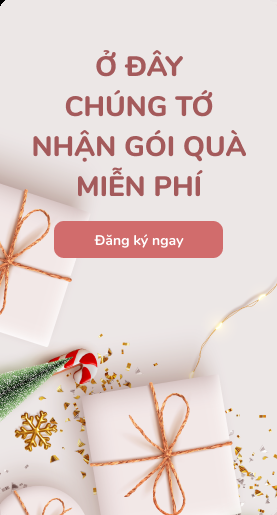 Ở ĐÂY
CHÚNG TỚ
NHẬN GÓI QUÀ
MIỄN PHÍ
Đăng ký ngay